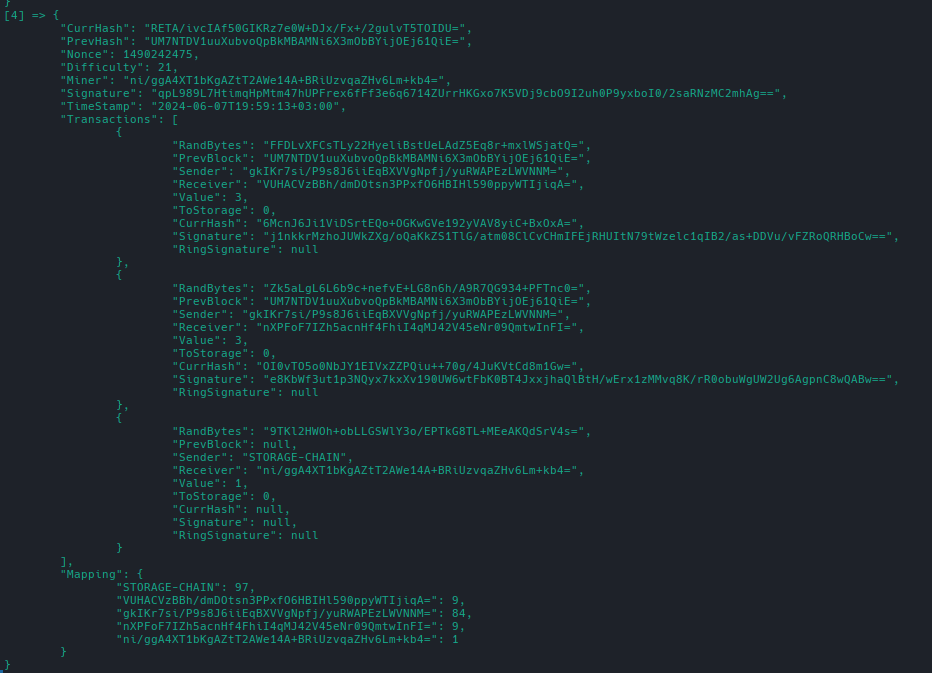 }
[4] => {
"CurrHash": "RETA/ivcIAf50GIKRz7e0W+DJx/Fx+/2gulvT5TOIDU=",
"PrevHash": "UM7NTDV1uuXubvoQpBkMBAMNi6X3mObBYijOEj61QiE=",
"Nonce": 1490242475,
"Difficulty": 21,
"Miner": "ni/ggA4XT1bKgAZtT2AWe14A+BRiUzvqaZHv6Lm+kb4=",
"Signature": "qpL989L7HtimqHpMtm47hUPFrex6fFf3e6q6714ZUrrHKGxo7K5VDj9cbO9I2uh0P9yxboI0/2saRNzMC2mhAg==",
"TimeStamp": "2024-06-07T19:59:13+03:00",
"Transactions": [
{
"RandBytes": "FFDLvXFCsTLy22HyeliBstUeLAdZ5Eq8r+mxlWSjatQ=",
"PrevBlock": "UM7NTDV1uuXubvoQpBkMBAMNi6X3mObBYijOEj61QiE=",
"Sender": "gkIKr7si/P9s8J6iiEqBXVVgNpfj/yuRWAPEzLWVNNM=",
"Receiver": "VUHACVzBBh/dmDOtsn3PPxfO6HBIHl590ppyWTIjiqA=",
"Value": 3,
"ToStorage": 0,
"CurrHash": "6McnJ6Ji1ViDSrtEQo+OGKwGVe192yVAV8yiC+BxOxA=",
"Signature": "j1nkkrMzhoJUWkZXg/oQaKkZS1TlG/atm08ClCvCHmIFEjRHUItN79tWzelc1qIB2/as+DDVu/vFZRoQRHBoCw==",
"RingSignature": null
},
{
"RandBytes": "Zk5aLgL6L6b9c+nefvE+LG8n6h/A9R7QG934+PFTnc0=",
"PrevBlock": "UM7NTDV1uuXubvoQpBkMBAMNi6X3mObBYijOEj61QiE=",
"Sender": "gkIKr7si/P9s8J6iiEqBXVVgNpfj/yuRWAPEzLWVNNM=",
"Receiver": "nXPFoF7IZh5acnHf4FhiI4qMJ42V45eNr09QmtwInFI=",
"Value": 3,
"ToStorage": 0,
"CurrHash": "OI0vTO5o0NbJY1EIVxZZPQiu++70g/4JuKVtCd8m1Gw=",
"Signature": "e8KbWf3ut1p3NQyx7kxXv190UW6wtFbK0BT4JxxjhaQlBtH/wErx1zMMvq8K/rR0obuWgUW2Ug6AgpnC8wQABw==",
"RingSignature": null
},
{
"RandBytes": "9TKl2HWOh+obLLGSWlY3o/EPTkG8TL+MEeAKQdSrV4s=",
"PrevBlock": null,
"Sender": "STORAGE-CHAIN",
"Receiver": "ni/ggA4XT1bKgAZtT2AWe14A+BRiUzvqaZHv6Lm+kb4=",
"Value": 1,
"ToStorage": 0,
"CurrHash": null,
"Signature": null,
"RingSignature": null
}
],
"Mapping": {
"STORAGE-CHAIN": 97,
"VUHACVzBBh/dmDOtsn3PPxfO6HBIHl590ppyWTIjiqA=": 9,
"gkIKr7si/P9s8J6iiEqBXVVgNpfj/yuRWAPEzLWVNNM=": 84,
"nXPFoF7IZh5acnHf4FhiI4qMJ42V45eNr09QmtwInFI=": 9,
"ni/ggA4XT1bKgAZtT2AWe14A+BRiUzvqaZHv6Lm+kb4=": 1
}
}